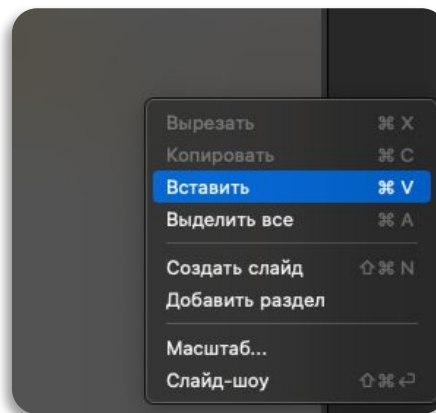 Вырезать ⌘ X
Копировать ⌘ C
Вставить ⌘ V
Выделить все ⌘ A
Создать слайд ⇧ ⌘ N
Добавить раздел
Масштаб...
Слайд-шоу ⇧ ⌘ ↩